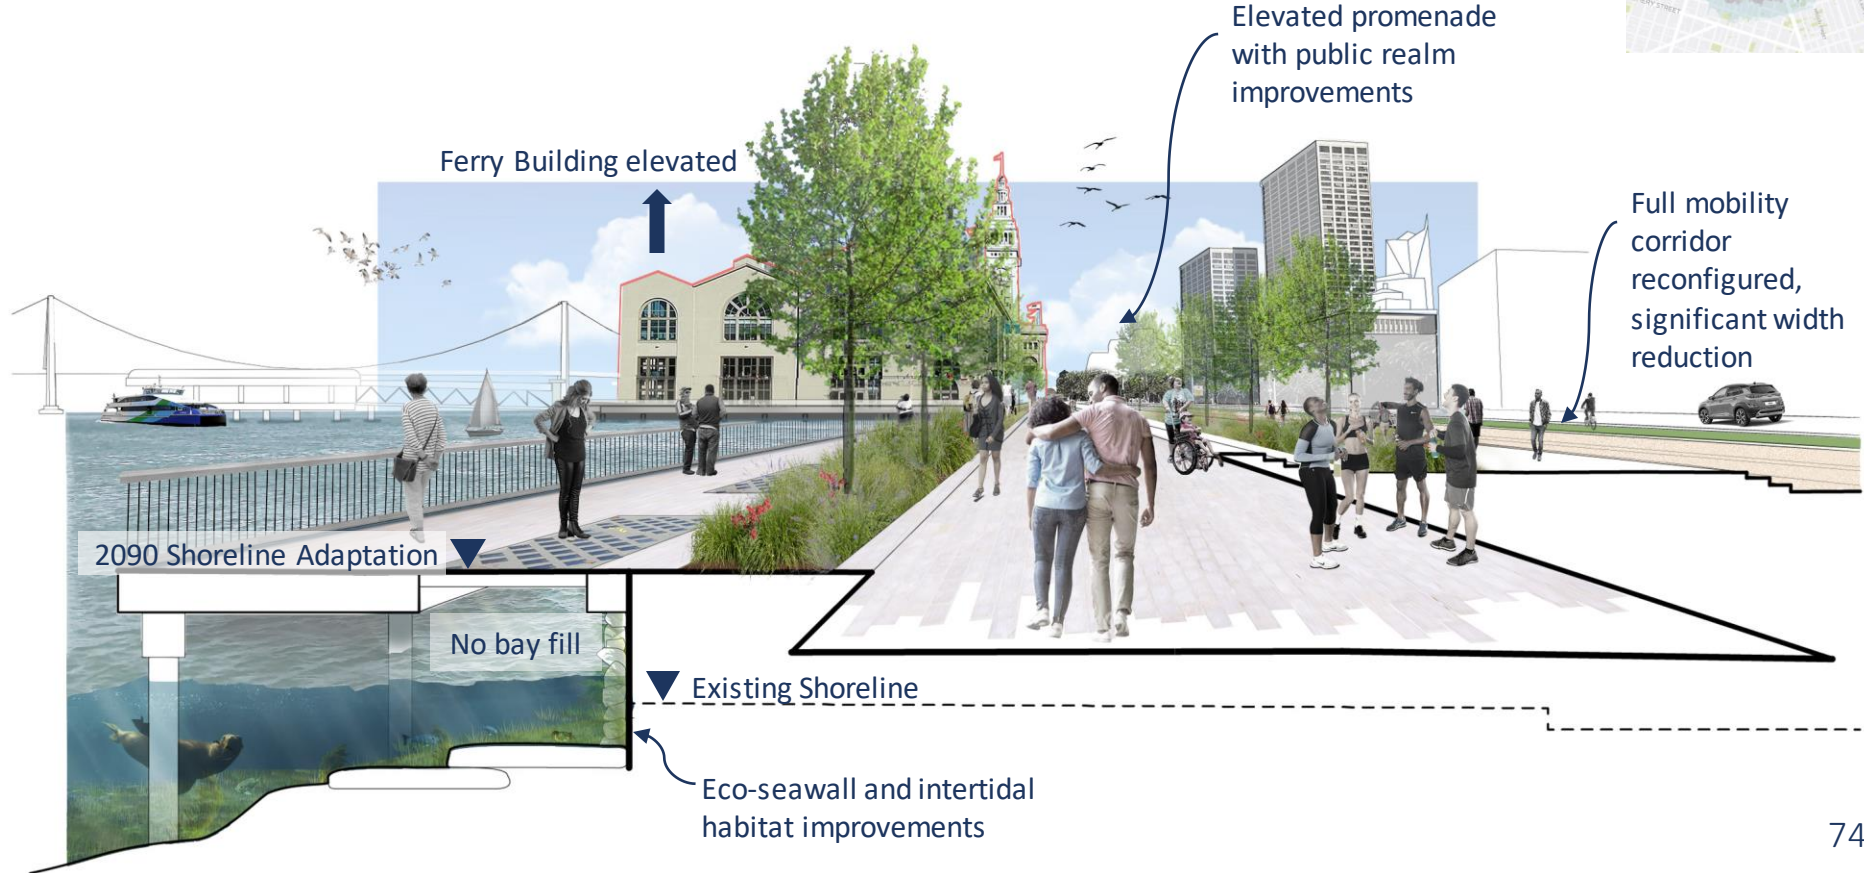 Elevated promenade
with public realm
improvements
Ferry Building elevated
Full mobility
corridor
reconfigured,
significant width
reduction
2090 Shoreline Adaptation
No bay fill
Existing Shoreline
Eco-seawall and intertidal
habitat improvements
74